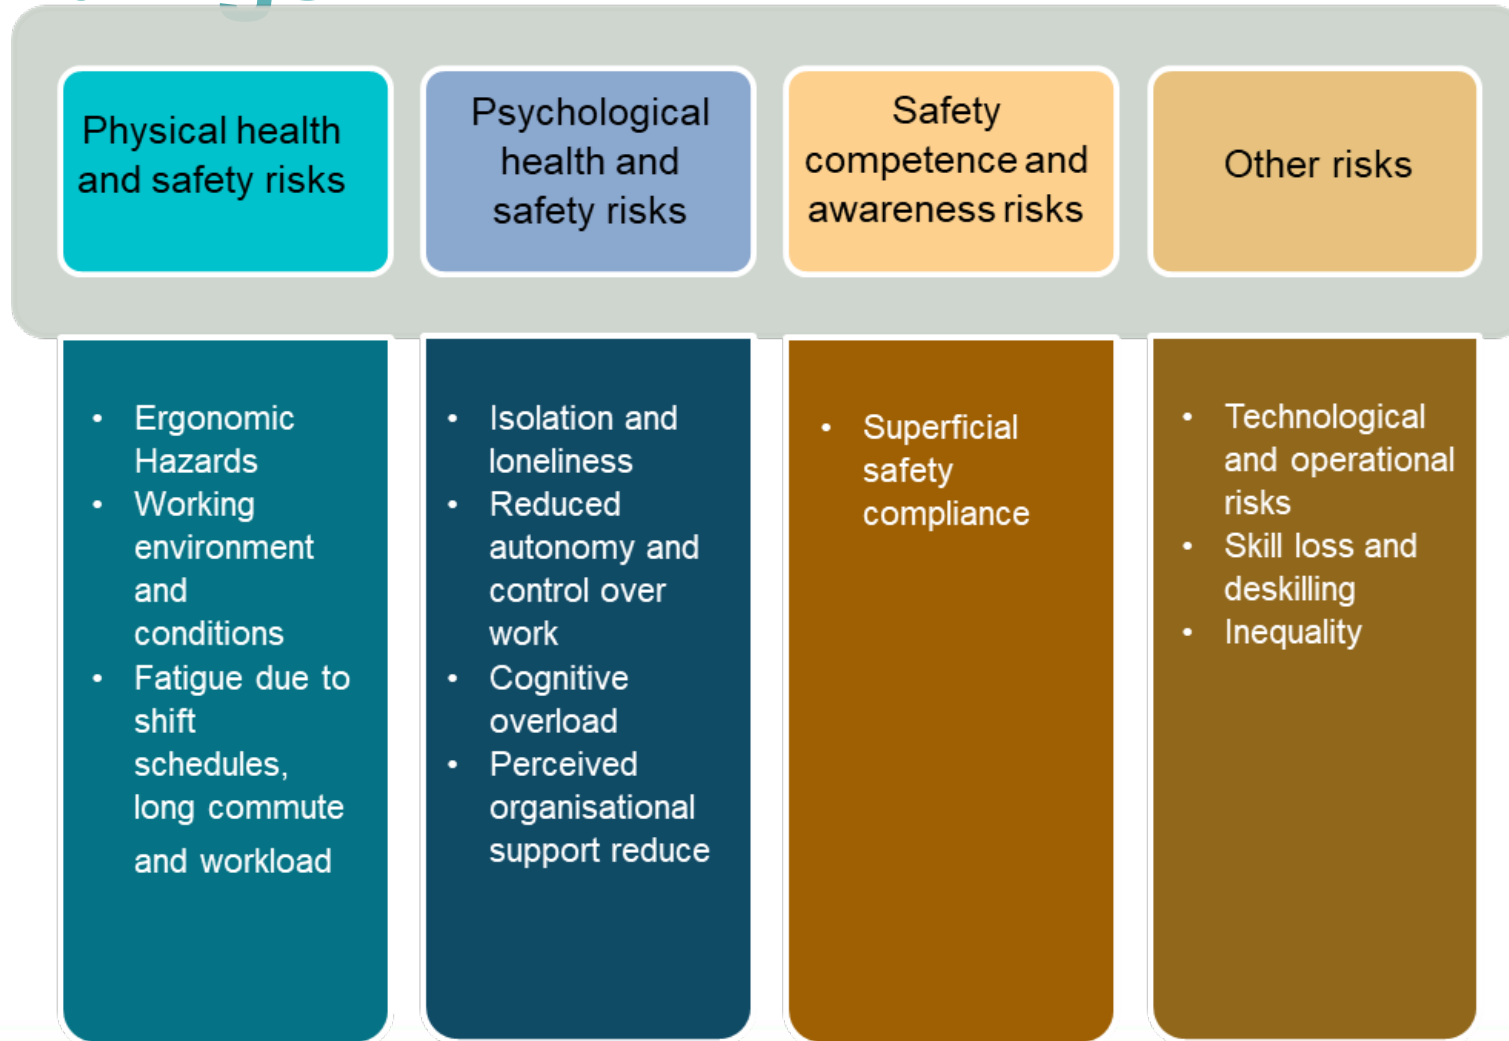 Physical health
and safety risks
Psychological
health and
safety risks
Safety
competence and
awareness risks
Other risks
• Ergonomic
Hazards
• Working
environment
and
conditions
• Fatigue due to
shift
schedules,
long commute
and workload
• Isolation and
loneliness
• Reduced
autonomy and
control over
work
• Cognitive
overload
• Perceived
organisational
support reduce
• Superficial
safety
compliance
• Technological
and operational
risks
• Skill loss and
deskilling
• Inequality